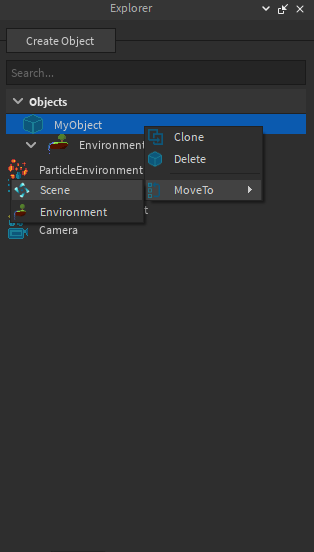 Explorer
Create Object
Search...
Objects
MyObject
Environment
Clone
Delete
ParticleEnvironment
Scene
MoveTo
Environment
Camera